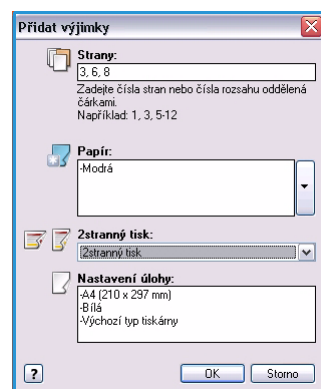 Přidat výjimky
Strany:
3, 6, 8
Zadejte čísla stran nebo čísla rozsahu oddělená
čárkami.
Například: 1, 3, 5-12
Papír:
-Modrá
2stranný tisk:
2stranný tisk
Nastavení úlohy:
-A4 (210 x 297 mm)
-Bílá
-Výchozí typ tiskárny
?
OK
Storno